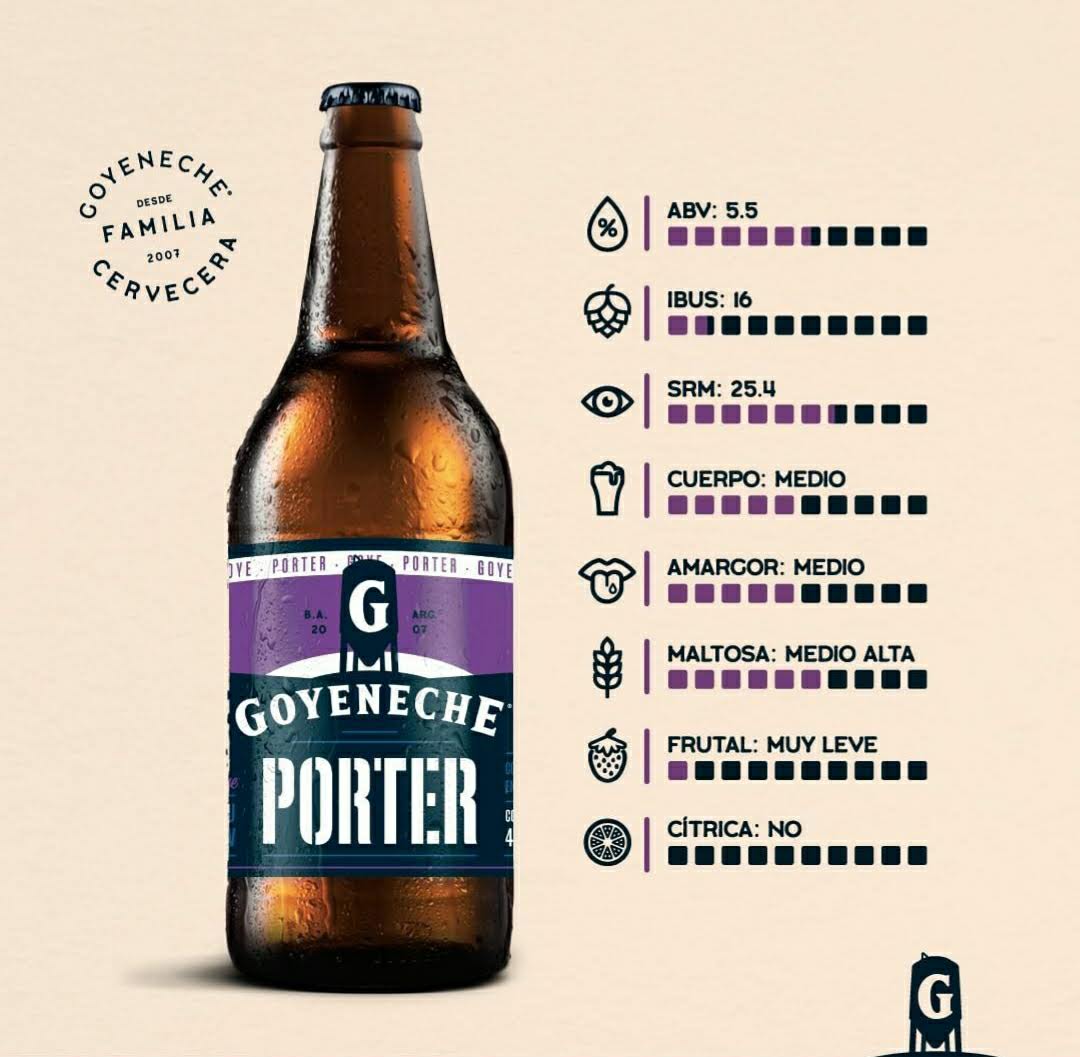 GOYENECHE®
DESDE
FAMILIA
2007
CERVECERA
ABV: 5.5
IBUS: 16
SRM: 25.4
CUERPO: MEDIO
AMARGOR: MEDIO
MALTOSA: MEDIO ALTA
FRUTAL: MUY LEVE
CÍTRICA: NO
%
PORTER · GOYE · PORTER · GOYE
G
B.A. ARG.
20 07
GOYENECHE®
PORTER
G